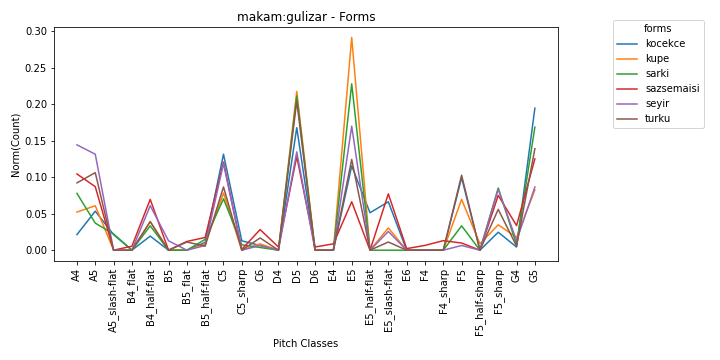 makam:gulizar - Forms
forms
kocekce
kupe
sarki
sazsemaisi
seyir
turku
Norm(Count)
0.30
0.25
0.20
0.15
0.10
0.05
0.00
A4
A5
A5_slash-flat
B4_flat
B4_half-flat
B5
B5_flat
B5_half-flat
C5
C5_sharp
C6
D4
D5
D6
E4
E5
E5_half-flat
E5_slash-flat
E6
F4
F4_sharp
F5
F5_half-sharp
F5_sharp
G4
G5
Pitch Classes